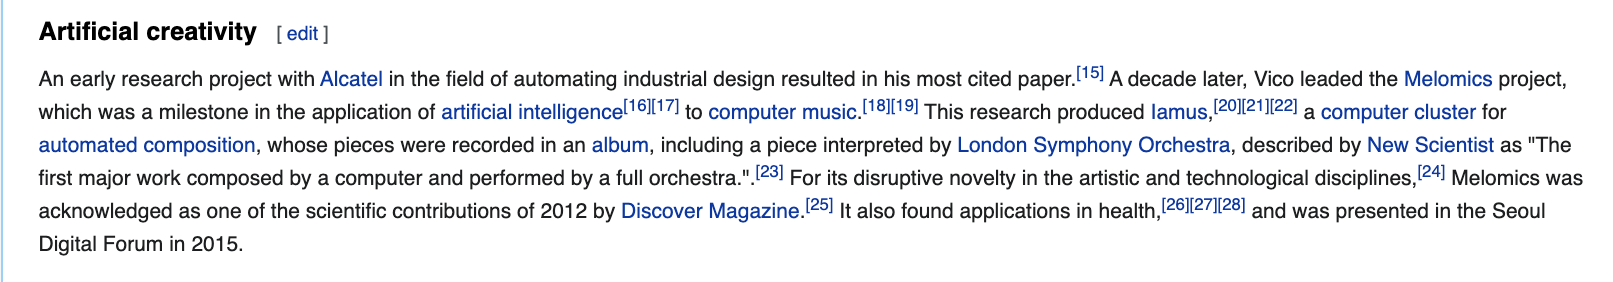 Artificial creativity [ edit ]
An early research project with Alcatel in the field of automating industrial design resulted in his most cited paper.[15] A decade later, Vico leaded the Melomics project,
which was a milestone in the application of artificial intelligence[16][17] to computer music.[18][19] This research produced Iamus,[20][21][22] a computer cluster for
automated composition, whose pieces were recorded in an album, including a piece interpreted by London Symphony Orchestra, described by New Scientist as "The
first major work composed by a computer and performed by a full orchestra.".[23] For its disruptive novelty in the artistic and technological disciplines,[24] Melomics was
acknowledged as one of the scientific contributions of 2012 by Discover Magazine.[25] It also found applications in health,[26][27][28] and was presented in the Seoul
Digital Forum in 2015.